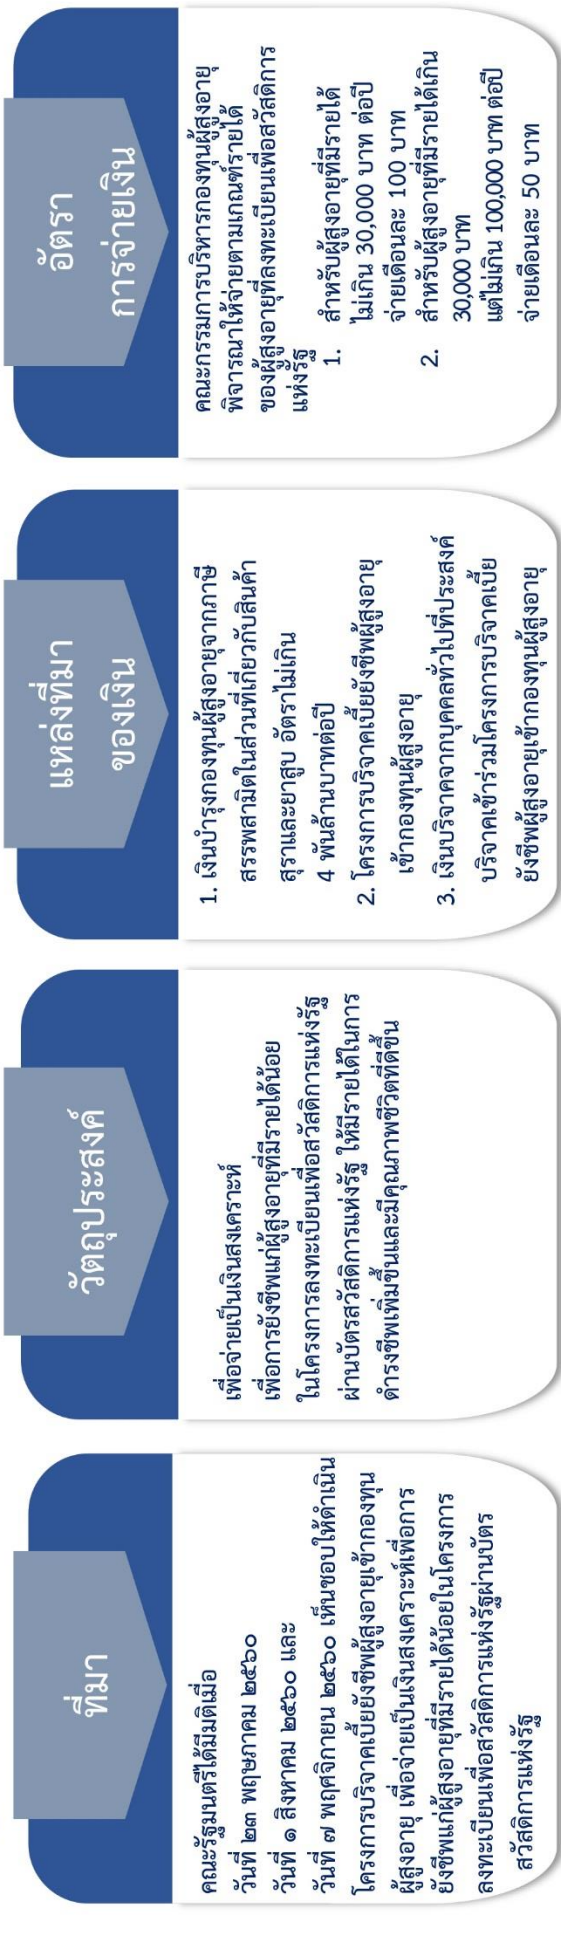 ที่มา
คณะรัฐมนตรีได้มีมติเมื่อ
วันที่ ๒๓ พฤษภาคม ๒๕๖๐
วันที่ ๑ สิงหาคม ๒๕๖๐ และ
วันที่ ๗ พฤศจิกายน ๒๕๖๐ เห็นชอบให้ดำเนิน
โครงการบริจาคเบี้ยยังชีพผู้สูงอายุเข้ากองทุน
ผู้สูงอายุ เพื่อจ่ายเป็นเงินสงเคราะห์เพื่อการ
ยังชีพแก่ผู้สูงอายุที่มีรายได้น้อยในโครงการ
ลงทะเบียนเพื่อสวัสดิการแห่งรัฐผ่านบัตร
สวัสดิการแห่งรัฐ
วัตถุประสงค์
เพื่อจ่ายเป็นเงินสงเคราะห์
เพื่อการยังชีพแก่ผู้สูงอายุที่มีรายได้น้อย
ในโครงการลงทะเบียนเพื่อสวัสดิการแห่งรัฐ
ผ่านบัตรสวัสดิการแห่งรัฐ ให้มีรายได้ในการ
ดำรงชีพเพิ่มขึ้นและมีคุณภาพชีวิตที่ดีขึ้น
แหล่งที่มา
ของเงิน
1. เงินบำรุงกองทุนผู้สูงอายุจากภาษี
สรรพสามิตในส่วนที่เกี่ยวกับสินค้า
สุราและยาสูบ อัตราไม่เกิน
4 พันล้านบาทต่อปี
2. โครงการบริจาคเบี้ยยังชีพผู้สูงอายุ
เข้ากองทุนผู้สูงอายุ
3. เงินบริจาคจากบุคคลทั่วไปที่ประสงค์
บริจาคเข้าร่วมโครงการบริจาคเบี้ย
ยังชีพผู้สูงอายุเข้ากองทุนผู้สูงอายุ
อัตรา
การจ่ายเงิน
คณะกรรมการบริหารกองทุนผู้สูงอายุ
พิจารณาให้จ่ายตามเกณฑ์รายได้
ของผู้สูงอายุที่ลงทะเบียนเพื่อสวัสดิการ
แห่งรัฐ
1. สำหรับผู้สูงอายุที่มีรายได้
ไม่เกิน 30,000 บาท ต่อปี
จ่ายเดือนละ 100 บาท
2. สำหรับผู้สูงอายุที่มีรายได้เกิน
30,000 บาท
แต่ไม่เกิน 100,000 บาท ต่อปี
จ่ายเดือนละ 50 บาท